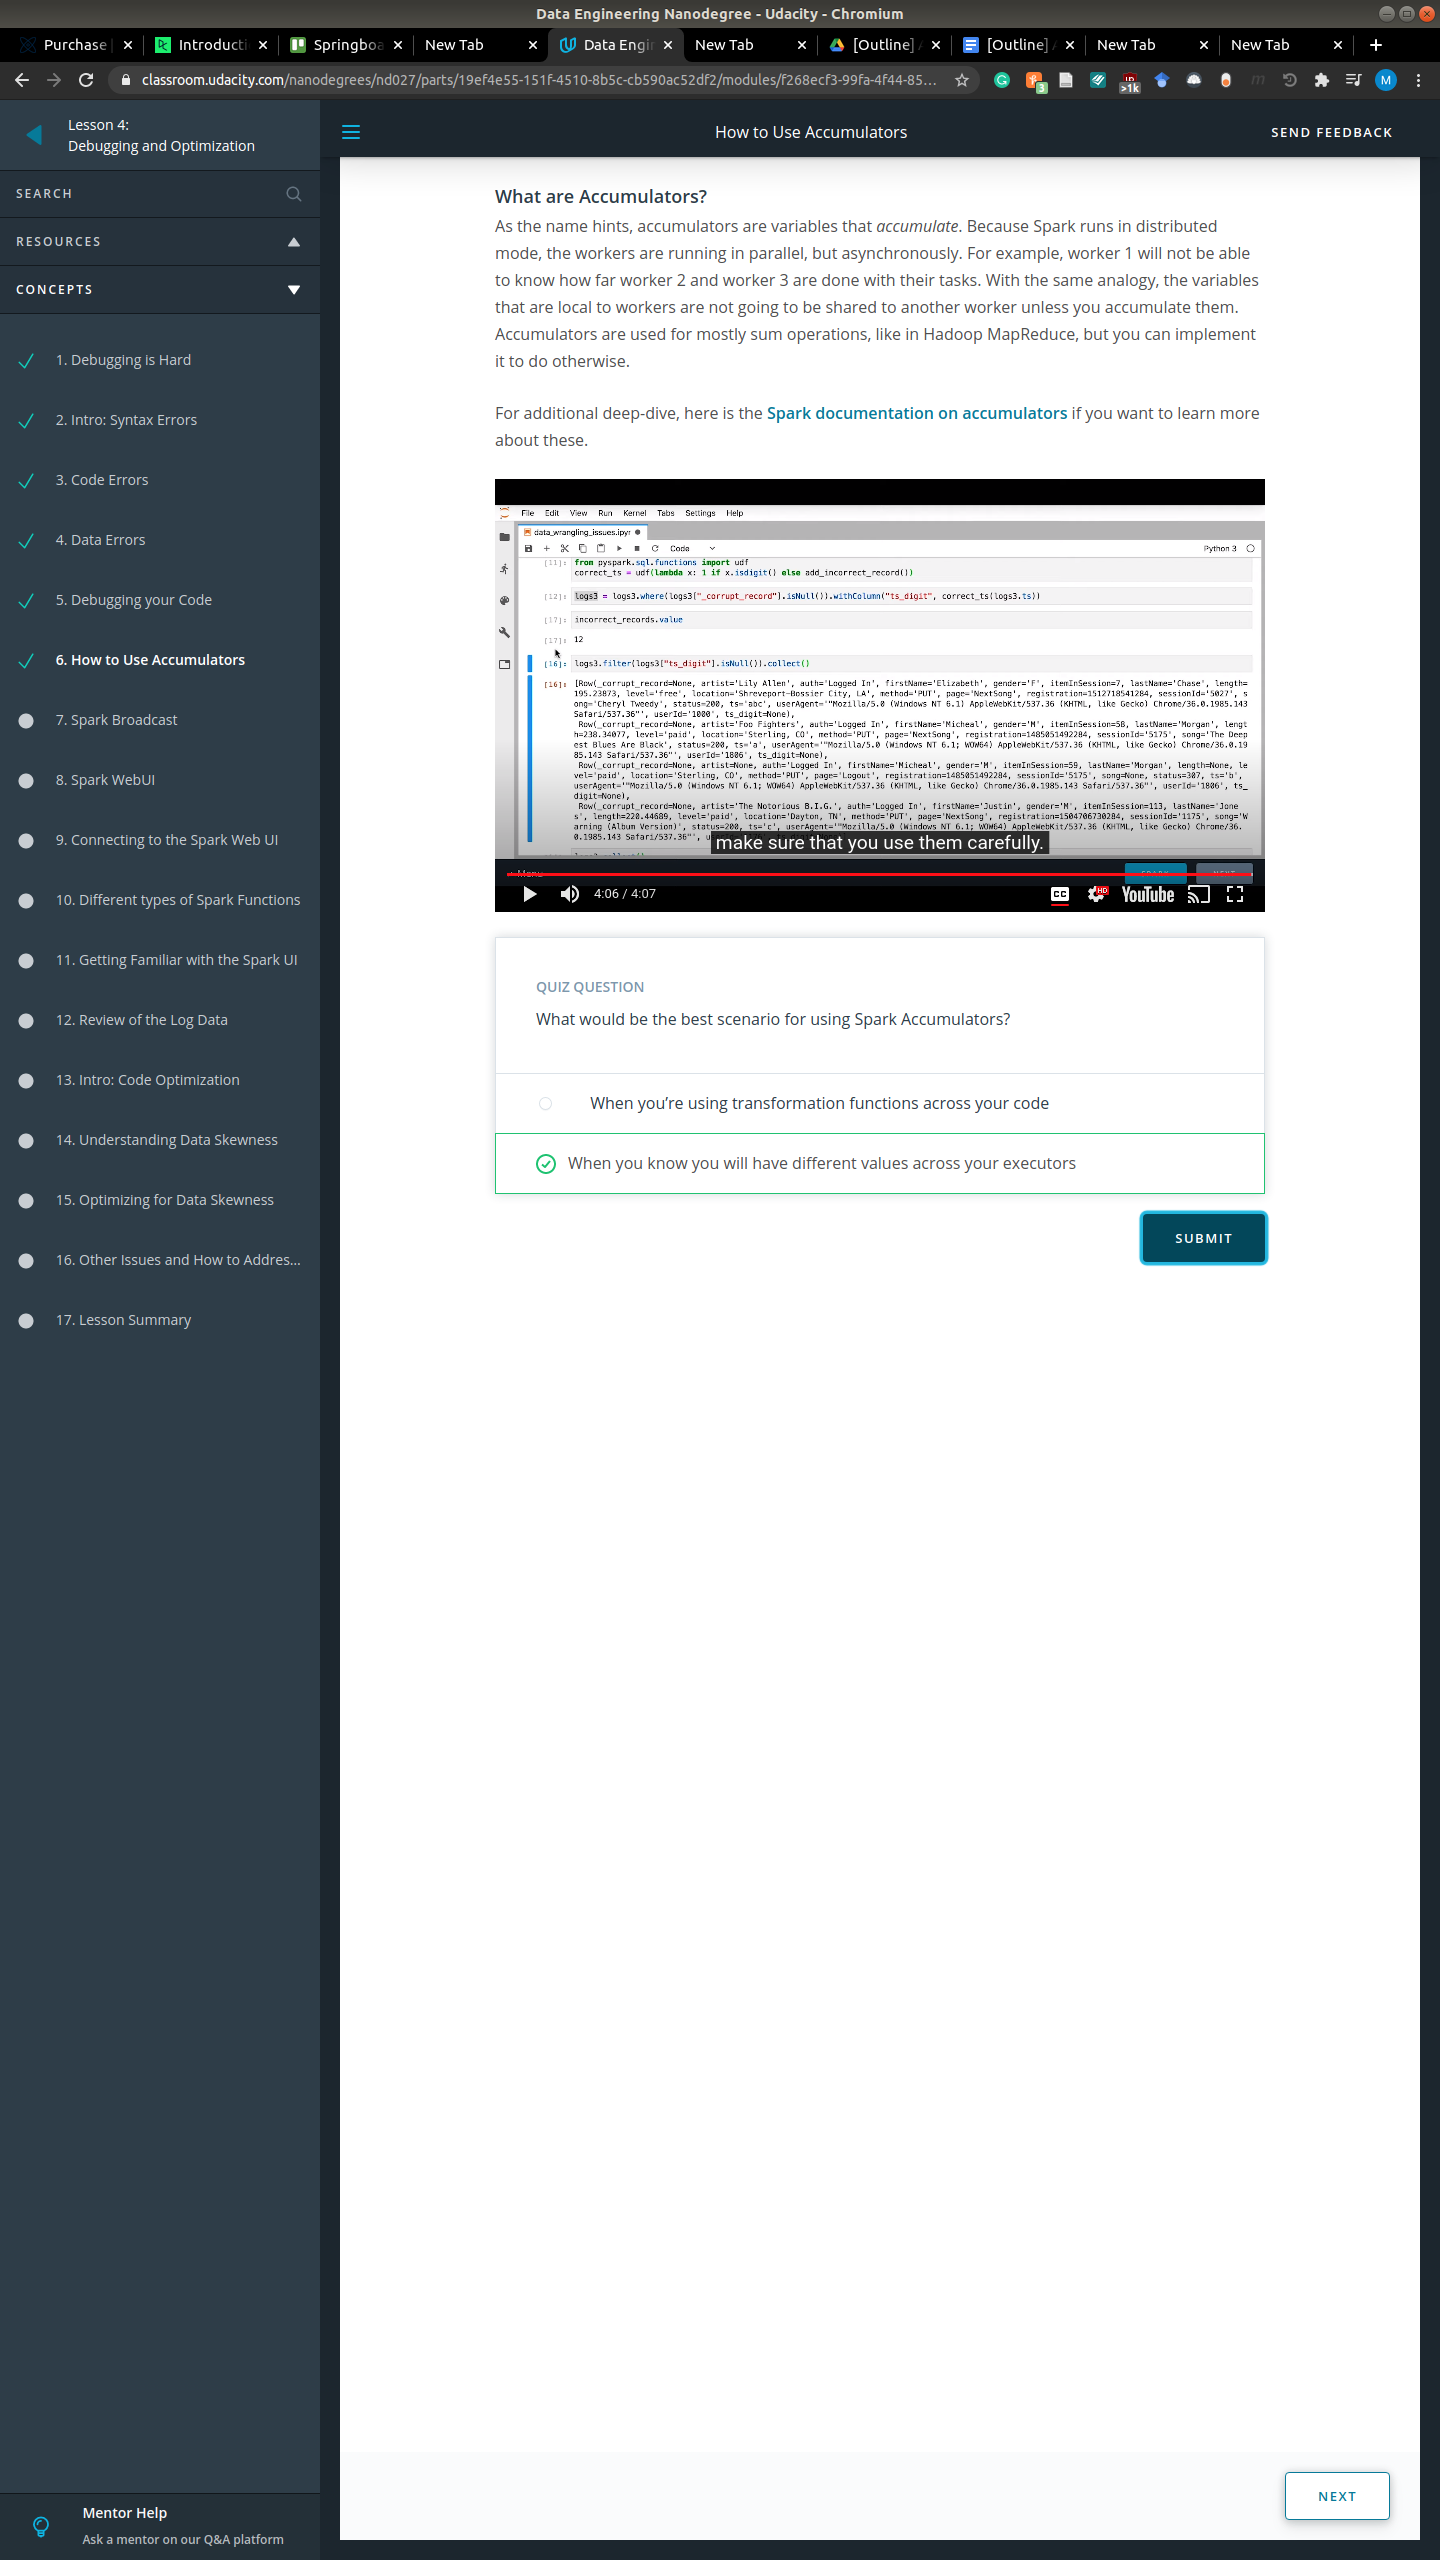 Data Engineering Nanodegree - Udacity - Chromium
Purchase
Introducti
Springboa
New Tab
Data Engin
New Tab
[Outline]
[Outline]
New Tab
New Tab
classroom.udacity.com/nanodegrees/nd027/parts/19ef4e55-151f-4510-8b5c-cb590ac52df2/modules/f268ecf3-99fa-4f44-85...
3
>1k
M
Lesson 4:
Debugging and Optimization
How to Use Accumulators
SEND FEEDBACK
SEARCH
RESOURCES
CONCEPTS
1. Debugging is Hard
2. Intro: Syntax Errors
3. Code Errors
4. Data Errors
5. Debugging your Code
6. How to Use Accumulators
7. Spark Broadcast
8. Spark WebUI
9. Connecting to the Spark Web UI
10. Different types of Spark Functions
11. Getting Familiar with the Spark UI
12. Review of the Log Data
13. Intro: Code Optimization
14. Understanding Data Skewness
15. Optimizing for Data Skewness
16. Other Issues and How to Addres...
17. Lesson Summary
Mentor Help
Ask a mentor on our Q&A platform
What are Accumulators?
As the name hints, accumulators are variables that accumulate. Because Spark runs in distributed
mode, the workers are running in parallel, but asynchronously. For example, worker 1 will not be able
to know how far worker 2 and worker 3 are done with their tasks. With the same analogy, the variables
that are local to workers are not going to be shared to another worker unless you accumulate them.
Accumulators are used for mostly sum operations, like in Hadoop MapReduce, but you can implement
it to do otherwise.
For additional deep-dive, here is the Spark documentation on accumulators if you want to learn more
about these.
File Edit View Run Kernel Tabs Settings Help
data_wrangling_issues.ipyr
Code
Python 3
[11]: from pyspark.sql.functions import udf
correct_ts = udf(lambda x: 1 if x.isdigit() else add_incorrect_record())
[12]: logs3 = logs3.where(logs3["_corrupt_record"].isNull()).withColumn("ts_digit", correct_ts(logs3.ts))
[17]: incorrect_records.value
[17]: 12
[16]: logs3.filter(logs3["ts_digit"].isNull()).collect()
[16]: [Row(_corrupt_record=None, artist='Lily Allen', auth='Logged In', firstName='Elizabeth', gender='F', itemInSession=7, lastName='Chase', length=
195.23873, level='free', location='Shreveport-Bossier City, LA', method='PUT', page='NextSong', registration=1512718541284, sessionId='5027', s
ong='Cheryl Tweedy', status=200, ts='abc', userAgent='"Mozilla/5.0 (Windows NT 6.1) AppleWebKit/537.36 (KHTML, like Gecko) Chrome/36.0.1985.143
Safari/537.36"', userId='1000', ts_digit=None),
Row(_corrupt_record=None, artist='Foo Fighters', auth='Logged In', firstName='Micheal', gender='M', itemInSession=58, lastName='Morgan', lengt
h=238.34077, level='paid', location='Sterling, CO', method='PUT', page='NextSong', registration=1485051492284, sessionId='5175', song='The Deep
est Blues Are Black', status=200, ts='a', userAgent='"Mozilla/5.0 (Windows NT 6.1; WOW64) AppleWebKit/537.36 (KHTML, like Gecko) Chrome/36.0.19
85.143 Safari/537.36"', userId='1806', ts_digit=None),
Row(_corrupt_record=None, artist=None, auth='Logged In', firstName='Micheal', gender='M', itemInSession=59, lastName='Morgan', length=None, le
vel='paid', location='Sterling, CO', method='PUT', page='Logout', registration=1485051492284, sessionId='5175', song=None, status=307, ts='b',
userAgent='"Mozilla/5.0 (Windows NT 6.1; WOW64) AppleWebKit/537.36 (KHTML, like Gecko) Chrome/36.0.1985.143 Safari/537.36"', userId='1806', ts_
digit=None),
Row(_corrupt_record=None, artist='The Notorious B.I.G.', auth='Logged In', firstName='Justin', gender='M', itemInSession=113, lastName='Jone
s', length=220.44689, level='paid', location='Dayton, TN', method='PUT', page='NextSong', registration=1504706730284, sessionId='1175', song='W
arning (Album Version)', status=200, ts='c', userAgent='"Mozilla/5.0 (Windows NT 6.1; WOW64) AppleWebKit/537.36 (KHTML, like Gecko) Chrome/36.
0.1985.143 Safari/537.36"',
make sure that you use them carefully.
Menu
4:06 / 4:07
CC
HD
YouTube
QUIZ QUESTION
What would be the best scenario for using Spark Accumulators?
When you’re using transformation functions across your code
When you know you will have different values across your executors
SUBMIT
NEXT